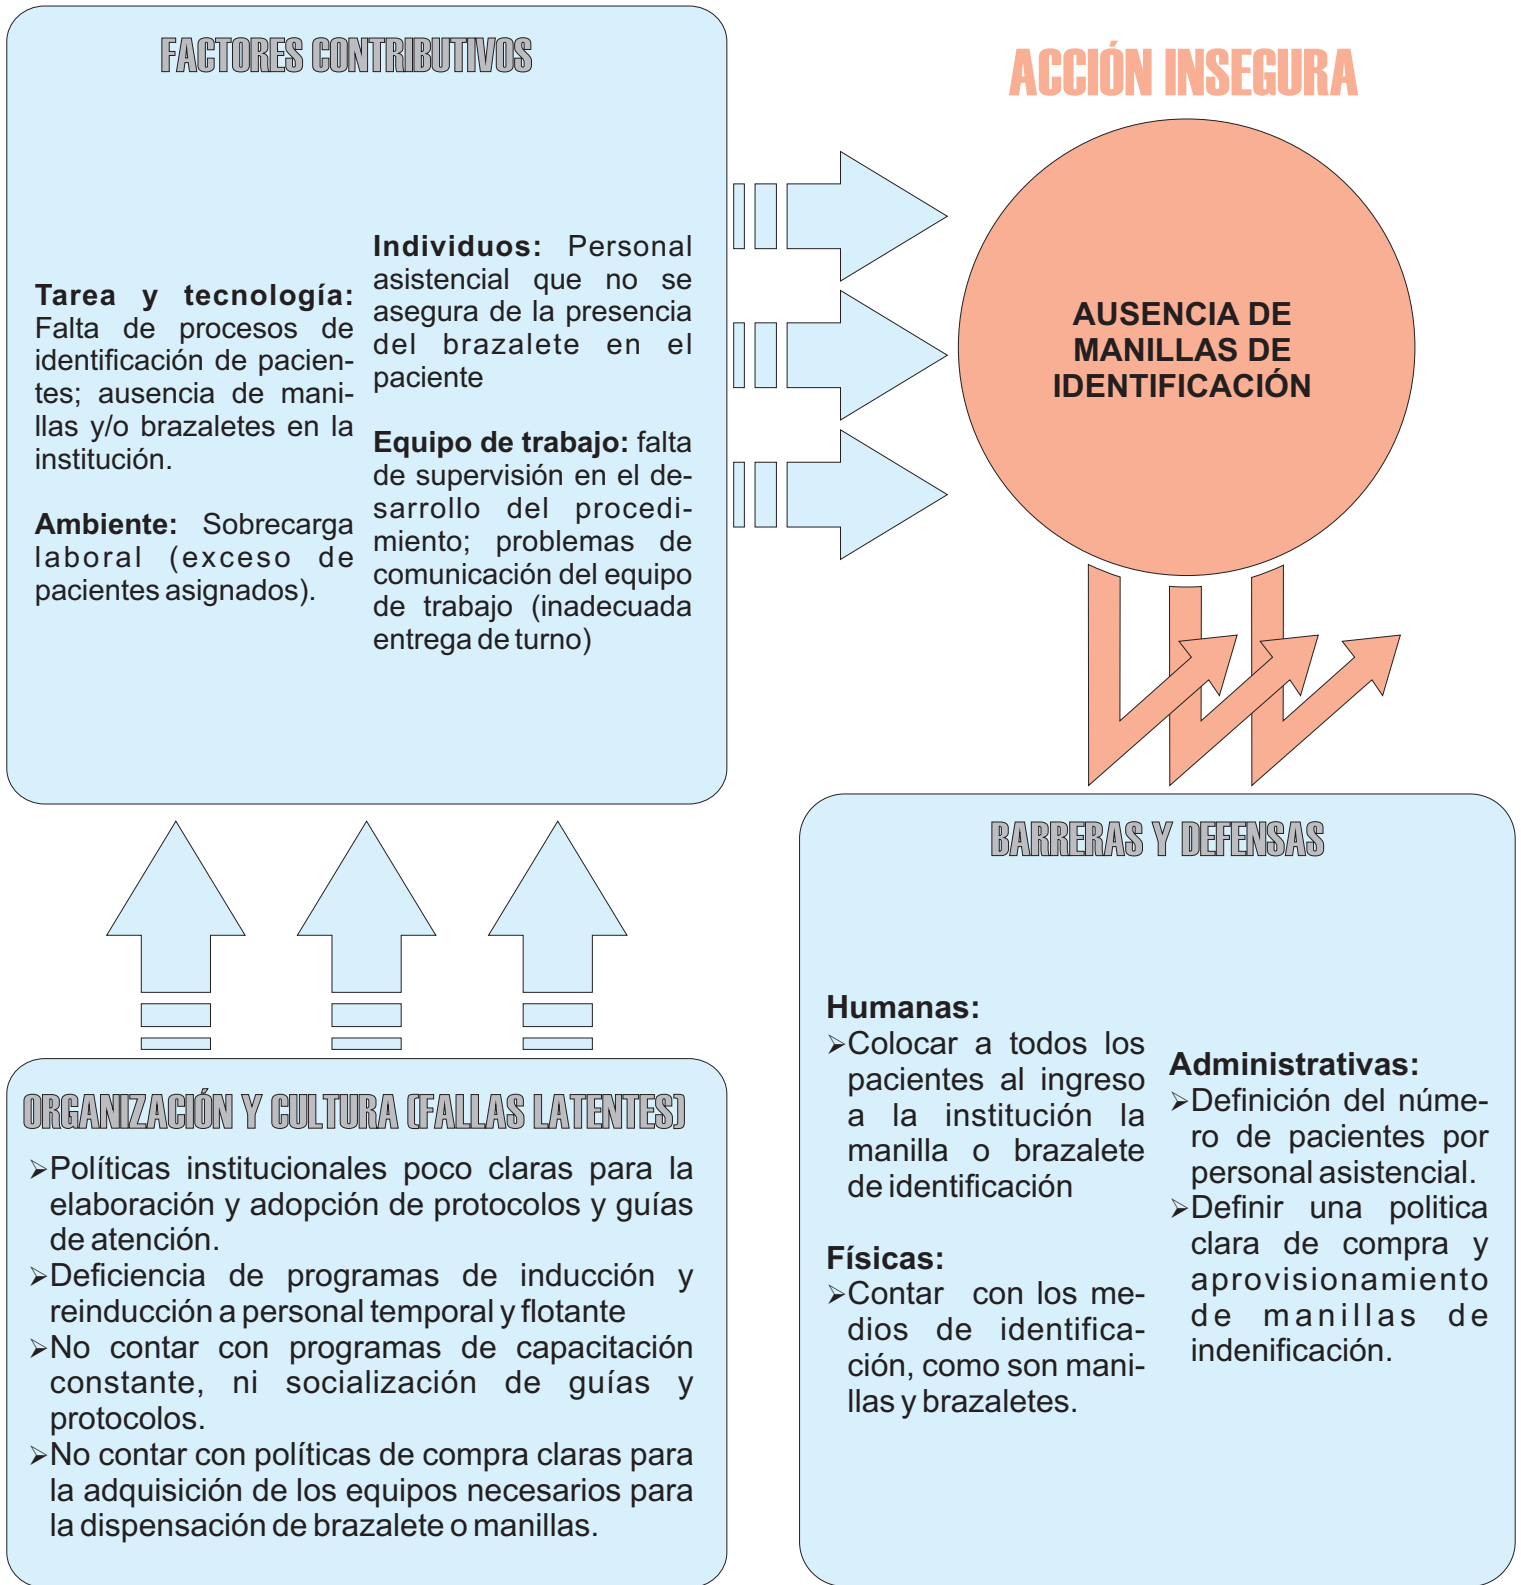 FACTORES CONTRIBUTIVOS
Tarea y tecnología:
Falta de procesos de
identificación de pacien-
tes; ausencia de mani-
llas y/o brazaletes en la
institución.
Ambiente: Sobrecarga
laboral (exceso de
pacientes asignados).
Individuos: Personal
asistencial que no se
asegura de la presencia
del brazalete en el
paciente
Equipo de trabajo: falta
de supervisión en el de-
sarrollo del procedi-
miento; problemas de
comunicación del equipo
de trabajo (inadecuada
entrega de turno)
ACCIÓN INSEGURA
AUSENCIA DE
MANILLAS DE
IDENTIFICACIÓN
ORGANIZACIÓN Y CULTURA (FALLAS LATENTES)
➢Políticas institucionales poco claras para la
elaboración y adopción de protocolos y guías
de atención.
➢Deficiencia de programas de inducción y
reinducción a personal temporal y flotante
➢No contar con programas de capacitación
constante, ni socialización de guías y
protocolos.
➢No contar con políticas de compra claras para
la adquisición de los equipos necesarios para
la dispensación de brazalete o manillas.
BARRERAS Y DEFENSAS
Humanas:
➢Colocar a todos los
pacientes al ingreso
a la institución la
manilla o brazalete
de identificación
Físicas:
➢Contar con los me-
dios de identifica-
ción, como son mani-
llas y brazaletes.
Administrativas:
➢Definición del núme-
ro de pacientes por
personal asistencial.
➢Definir una politica
clara de compra y
aprovisionamiento
de manillas de
indenificación.